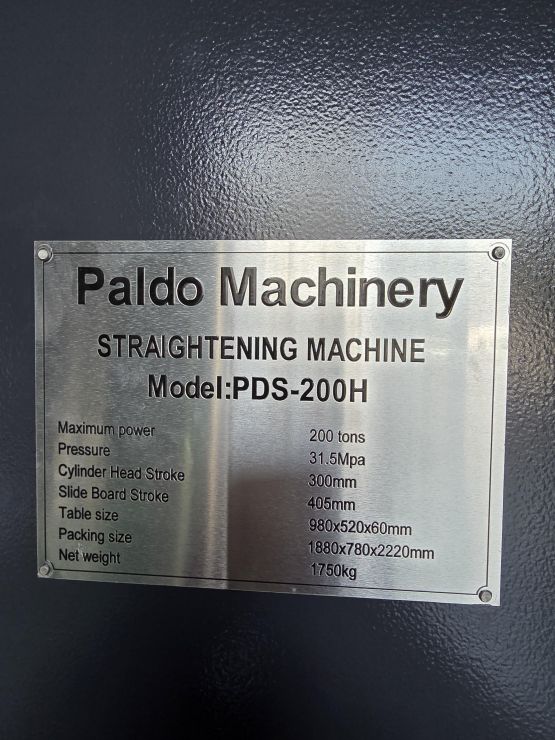 Paldo Machinery
STRAIGHTENING MACHINE
Model:PDS-200H
Maximum power 200 tons
Pressure 31.5Mpa
Cylinder Head Stroke 300mm
Slide Board Stroke 405mm
Table size 980x520x60mm
Packing size 1880x780x2220mm
Net weight 1750kg